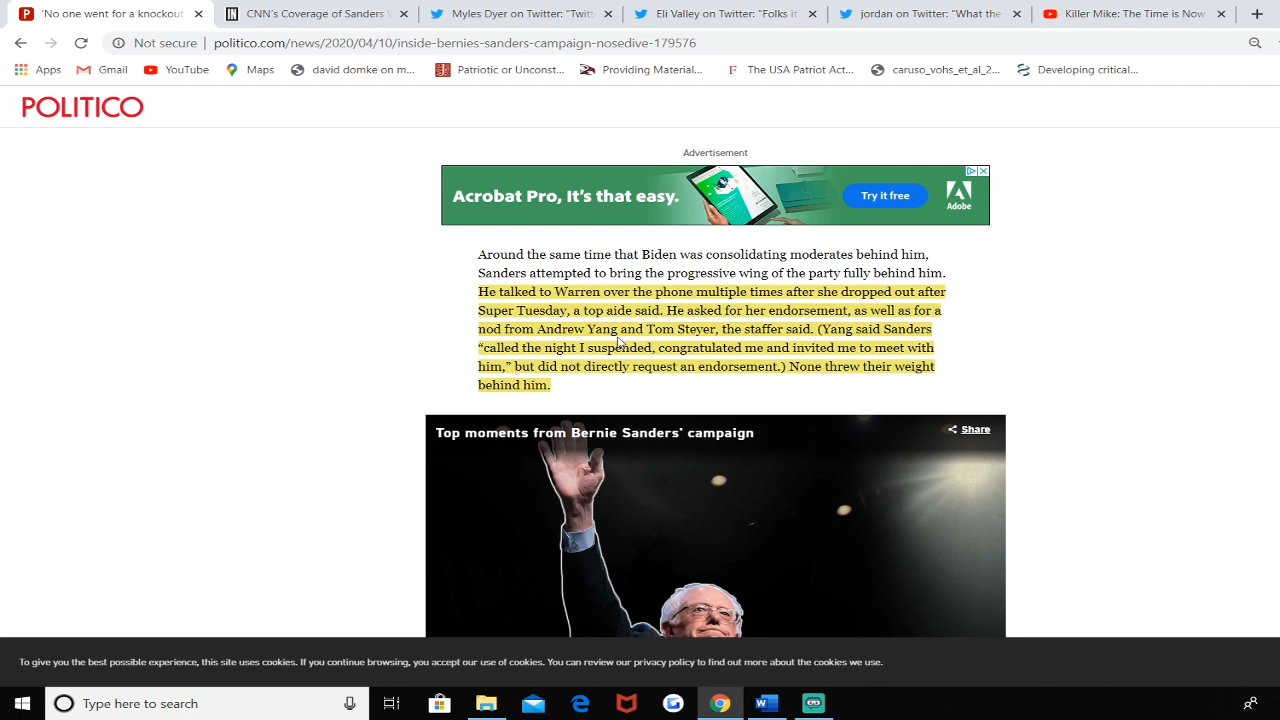 "No one went for a knockout
CNN's Coverage of Sanders
Myles Dyer on Twitter: "Twitt
Eli Valley on Twitter: "Folks it
jordan on Twitter: "What the
Killer Mike: The Time is Now
Not secure | politico.com/news/2020/04/10/inside-bernies-sanders-campaign-nosedive-179576
Apps Gmail YouTube Maps david domke on m... Patriotic or Unconst... Providing Material... The USA Patriot Act... caruso_vohs_et_al_2... Developing critical...
POLITICO
Advertisement
Acrobat Pro, It's that easy.
Try it free
Adobe
Around the same time that Biden was consolidating moderates behind him,
Sanders attempted to bring the progressive wing of the party fully behind him.
He talked to Warren over the phone multiple times after she dropped out after
Super Tuesday, a top aide said. He asked for her endorsement, as well as for a
nod from Andrew Yang and Tom Steyer, the staffer said. (Yang said Sanders
“called the night I suspended, congratulated me and invited me to meet with
him,” but did not directly request an endorsement.) None threw their weight
behind him.
Top moments from Bernie Sanders' campaign
Share
To give you the best possible experience, this site uses cookies. If you continue browsing, you accept our use of cookies. You can review our privacy policy to find out more about the cookies we use.
Type here to search